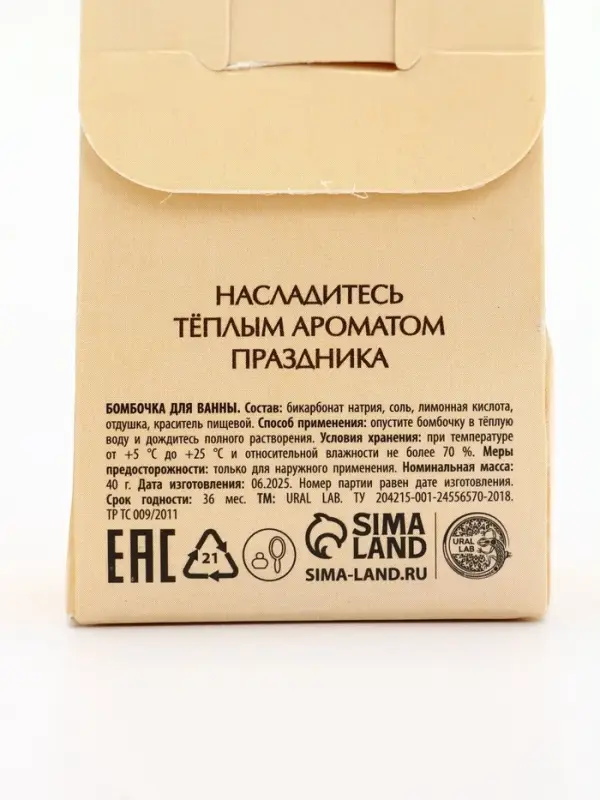 НАСЛАДИТЕСЬ
ТЁПЛЫМ АРОМАТОМ
ПРАЗДНИКА
БОМБОЧКА ДЛЯ ВАННЫ. Состав: бикарбонат натрия, соль, лимонная кислота,
отдушка, краситель пищевой. Способ применения: опустите бомбочку в тёплую
воду и дождитесь полного растворения. Условия хранения: при температуре
от +5 °С до +25 °С и относительной влажности не более 70 %. Меры
предосторожности: только для наружного применения. Номинальная масса:
40 г. Дата изготовления: 06.2025. Номер партии равен дате изготовления.
Срок годности: 36 мес. ТМ: URAL LAB. ТУ 204215-001-24556570-2018.
ТР ТС 009/2011
EAC 21 SIMA LAND
SIMA-LAND.RU
URAL LAB